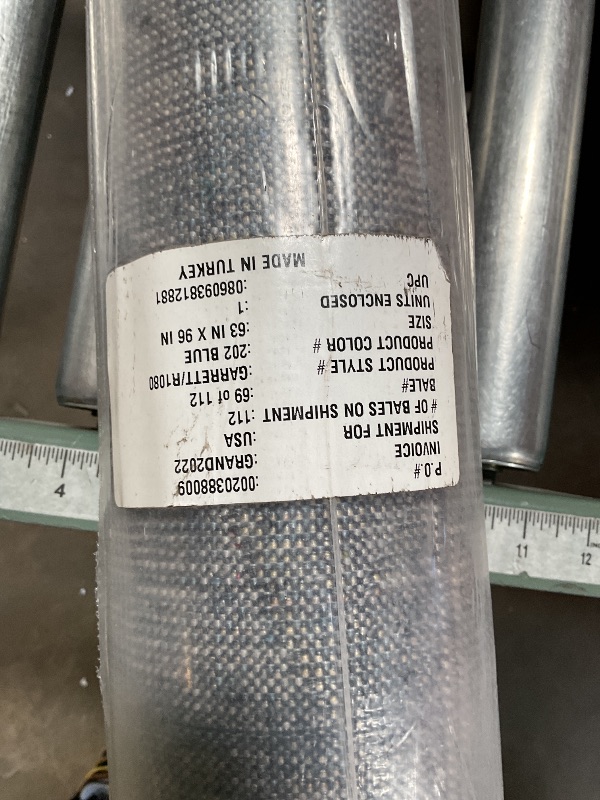 P.O.# :0020388009
INVOICE :GRAND2022
SHIPMENT FOR :USA
# OF BALES ON SHIPMENT :112
BALE# :69 of 112
PRODUCT STYLE # :GARRETT/R1080
PRODUCT COLOR # :202 BLUE
SIZE :63 IN X 96 IN
UNITS ENCLOSED :1
UPC :086093812881
MADE IN TURKEY
4
11
12